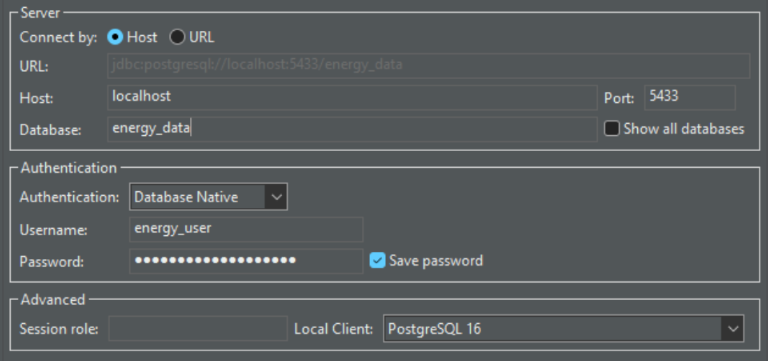 Server
Connect by: Host URL
URL: jdbc:postgresql://localhost:5433/energy_data
Host: localhost Port: 5433
Database: energy_data Show all databases
Authentication
Authentication: Database Native
Username: energy_user
Password: ••••••••••••••••••• Save password
Advanced
Session role: Local Client: PostgreSQL 16